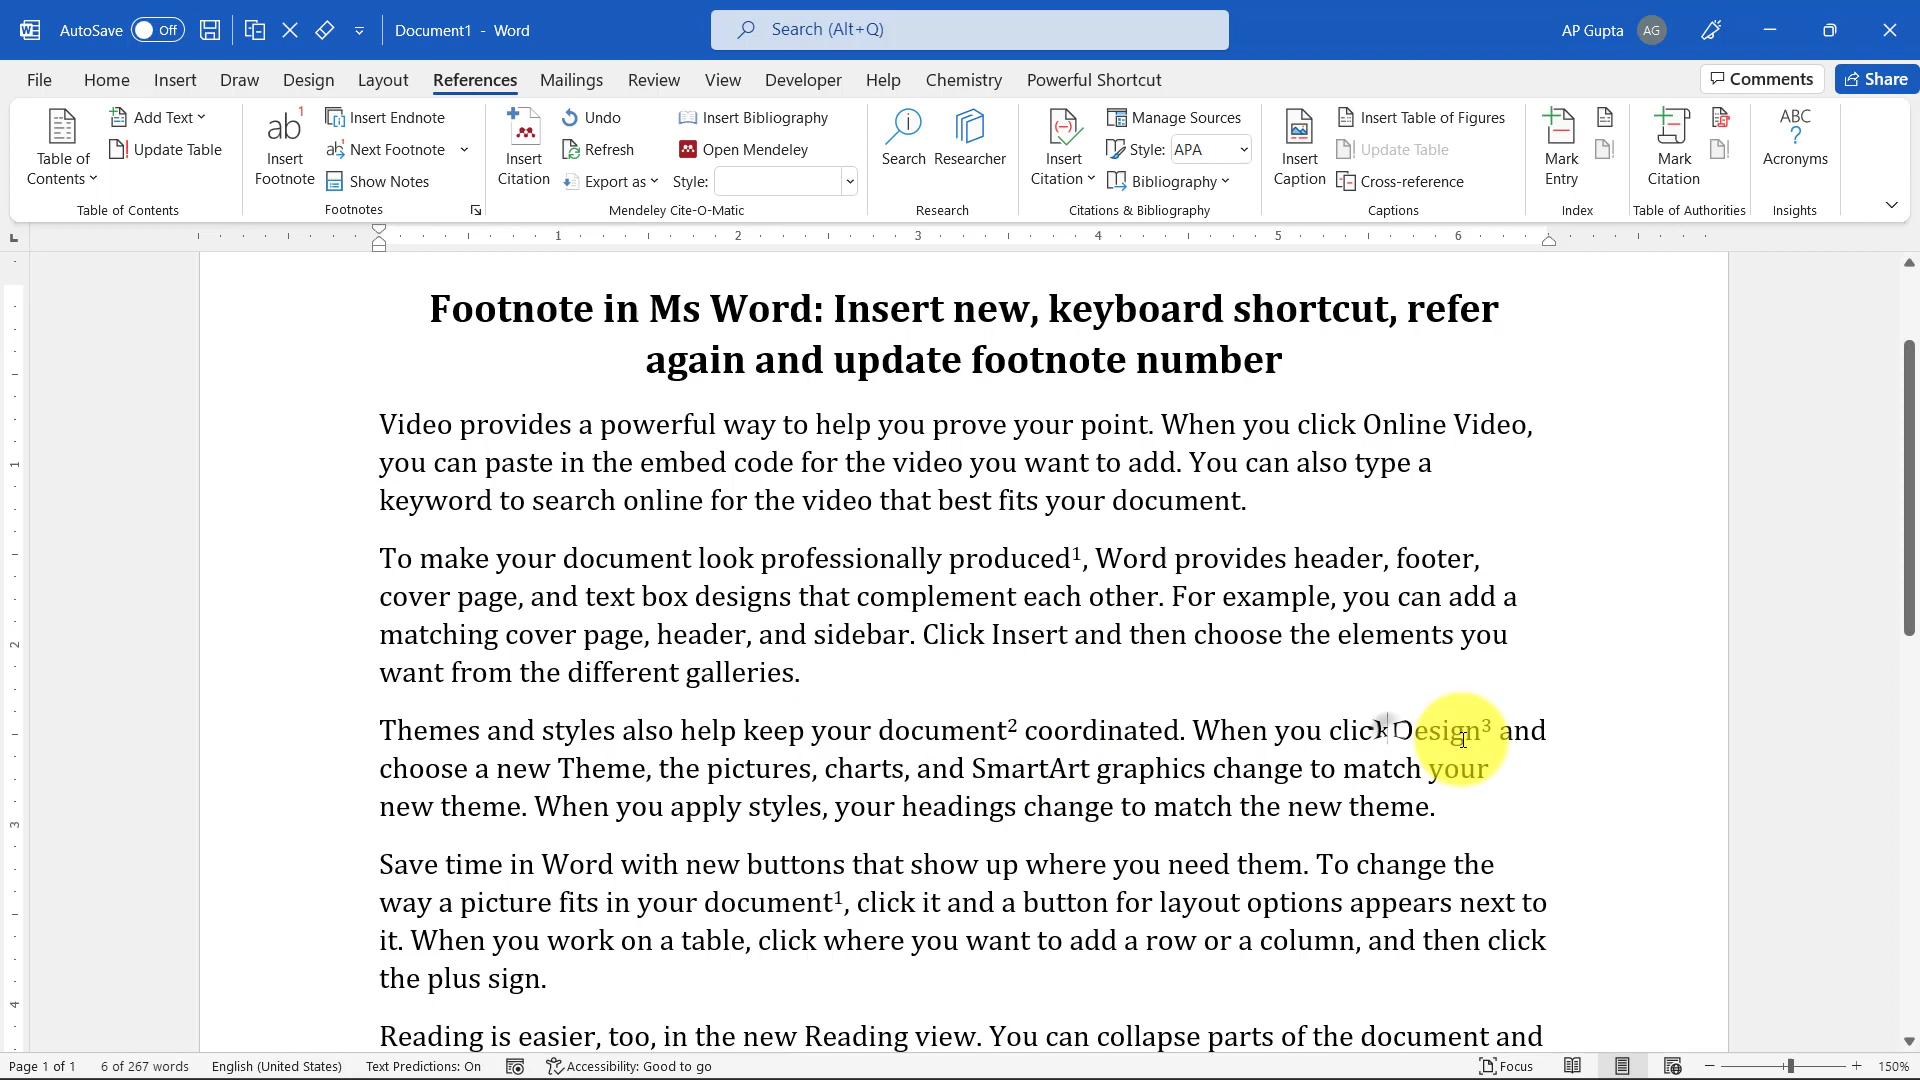 AutoSave Off Document1 - Word Search (Alt+Q) AP Gupta AG
File Home Insert Draw Design Layout References Mailings Review View Developer Help Chemistry Powerful Shortcut Comments Share
Table of Contents
Add Text
Update Table
Table of Contents
ab 1
Insert Footnote
Insert Endnote
Next Footnote
Show Notes
Footnotes
Insert Citation
Undo
Refresh
Export as
Insert Bibliography
Open Mendeley
Style:
Mendeley Cite-O-Matic
Search
Researcher
Research
Insert Citation
Manage Sources
Style: APA
Bibliography
Citations & Bibliography
Insert Caption
Insert Table of Figures
Update Table
Cross-reference
Captions
Mark Entry
Index
Mark Citation
Table of Authorities
ABC
?
Acronyms
Insights
1 2 3 4 5 6
1
2
3
4
Footnote in Ms Word: Insert new, keyboard shortcut, refer
again and update footnote number
Video provides a powerful way to help you prove your point. When you click Online Video,
you can paste in the embed code for the video you want to add. You can also type a
keyword to search online for the video that best fits your document.
To make your document look professionally produced¹, Word provides header, footer,
cover page, and text box designs that complement each other. For example, you can add a
matching cover page, header, and sidebar. Click Insert and then choose the elements you
want from the different galleries.
Themes and styles also help keep your document² coordinated. When you click Design³ and
choose a new Theme, the pictures, charts, and SmartArt graphics change to match your
new theme. When you apply styles, your headings change to match the new theme.
Save time in Word with new buttons that show up where you need them. To change the
way a picture fits in your document¹, click it and a button for layout options appears next to
it. When you work on a table, click where you want to add a row or a column, and then click
the plus sign.
Reading is easier, too, in the new Reading view. You can collapse parts of the document and
Page 1 of 1 6 of 267 words English (United States) Text Predictions: On Accessibility: Good to go Focus 150%